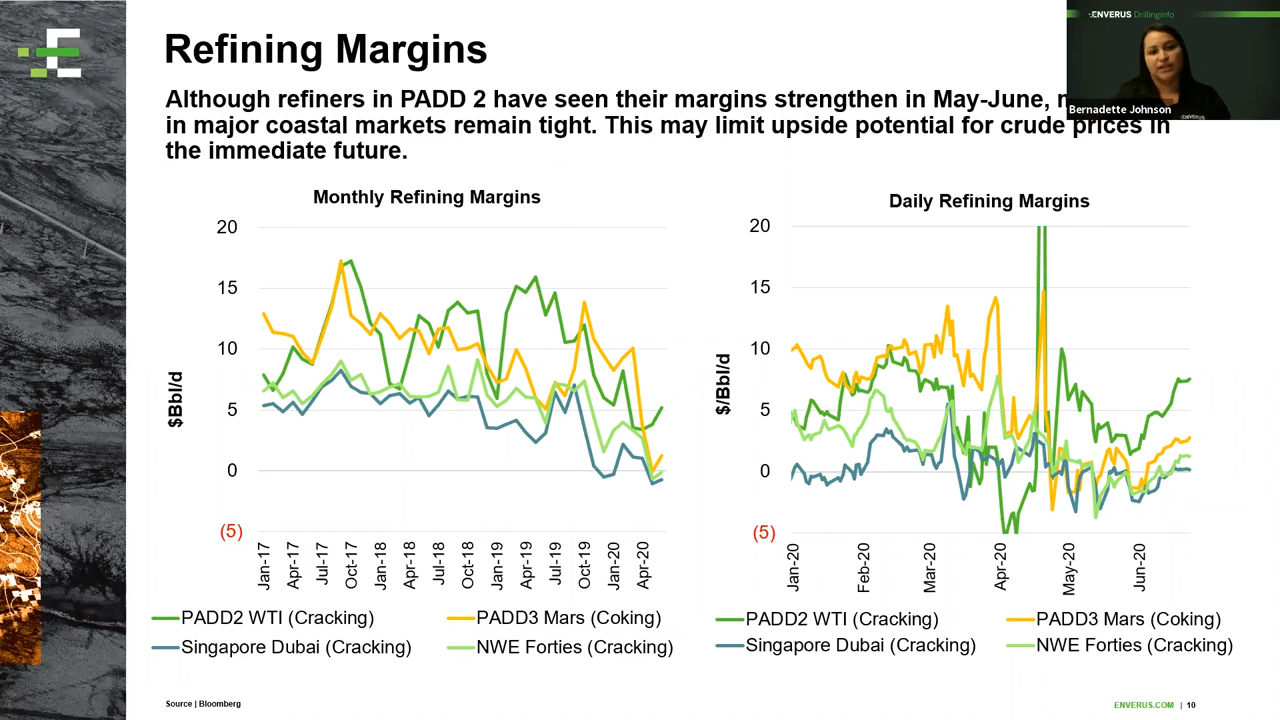 ENVERUS Drillinginfo
Bernadette Johnson
Refining Margins
Although refiners in PADD 2 have seen their margins strengthen in May-June,
in major coastal markets remain tight. This may limit upside potential for crude prices in
the immediate future.
Monthly Refining Margins
20
15
10
5
0
(5)
$Bbl/d
Jan-17 Apr-17 Jul-17 Oct-17 Jan-18 Apr-18 Jul-18 Oct-18 Jan-19 Apr-19 Jul-19 Oct-19 Jan-20 Apr-20
PADD2 WTI (Cracking) PADD3 Mars (Coking)
Singapore Dubai (Cracking) NWE Forties (Cracking)
Daily Refining Margins
20
15
10
5
0
(5)
$/Bbl/d
Jan-20 Feb-20 Mar-20 Apr-20 May-20 Jun-20
PADD2 WTI (Cracking) PADD3 Mars (Coking)
Singapore Dubai (Cracking) NWE Forties (Cracking)
Source | Bloomberg
ENVERUS.COM | 10